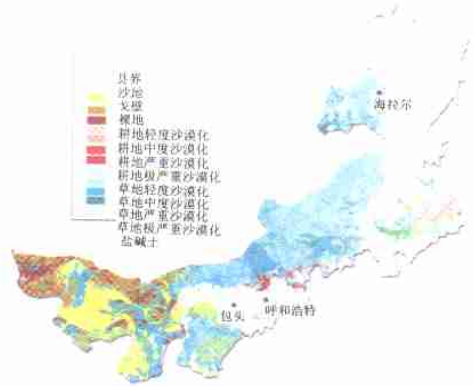 县界
沙地
戈壁
裸地
耕地轻度沙漠化
耕地中度沙漠化
耕地严重沙漠化
耕地极严重沙漠化
草地轻度沙漠化
草地中度沙漠化
草地严重沙漠化
草地极严重沙漠化
盐碱土
海拉尔
包头
呼和浩特